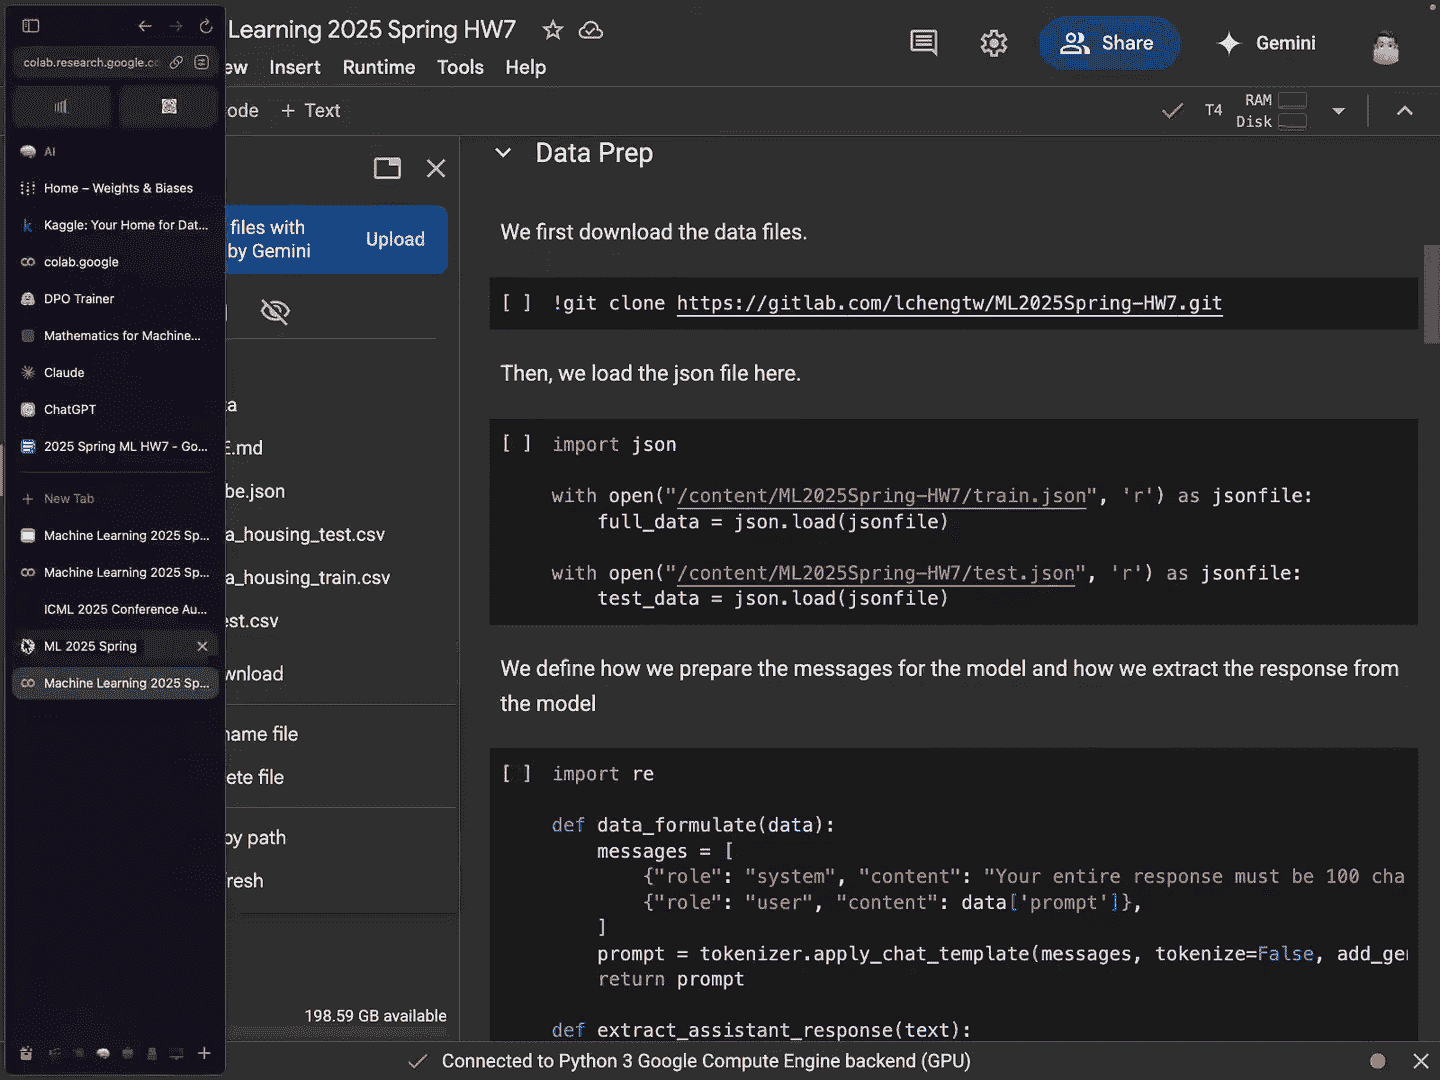 colab.research.google.co
AI
Home – Weights & Biases
Kaggle: Your Home for Dat...
colab.google
DPO Trainer
Mathematics for Machine...
Claude
ChatGPT
2025 Spring ML HW7 - Go...
New Tab
Machine Learning 2025 Sp...
Machine Learning 2025 Sp...
ICML 2025 Conference Au...
ML 2025 Spring
Machine Learning 2025 Sp...
Learning 2025 Spring HW7
Share
Gemini
ew Insert Runtime Tools Help
ode + Text
T4
RAM
Disk
files with
by Gemini
Upload
ta
E.md
be.json
a_housing_test.csv
a_housing_train.csv
est.csv
wnload
name file
ete file
py path
fresh
198.59 GB available
Data Prep
We first download the data files.
[ ] !git clone https://gitlab.com/lchengtw/ML2025Spring-HW7.git
Then, we load the json file here.
[ ] import json
with open("/content/ML2025Spring-HW7/train.json", 'r') as jsonfile:
full_data = json.load(jsonfile)
with open("/content/ML2025Spring-HW7/test.json", 'r') as jsonfile:
test_data = json.load(jsonfile)
We define how we prepare the messages for the model and how we extract the response from
the model
[ ] import re
def data_formulate(data):
messages = [
{"role": "system", "content": "Your entire response must be 100 cha
{"role": "user", "content": data['prompt']},
]
prompt = tokenizer.apply_chat_template(messages, tokenize=False, add_gen
return prompt
def extract_assistant_response(text):
Connected to Python 3 Google Compute Engine backend (GPU)